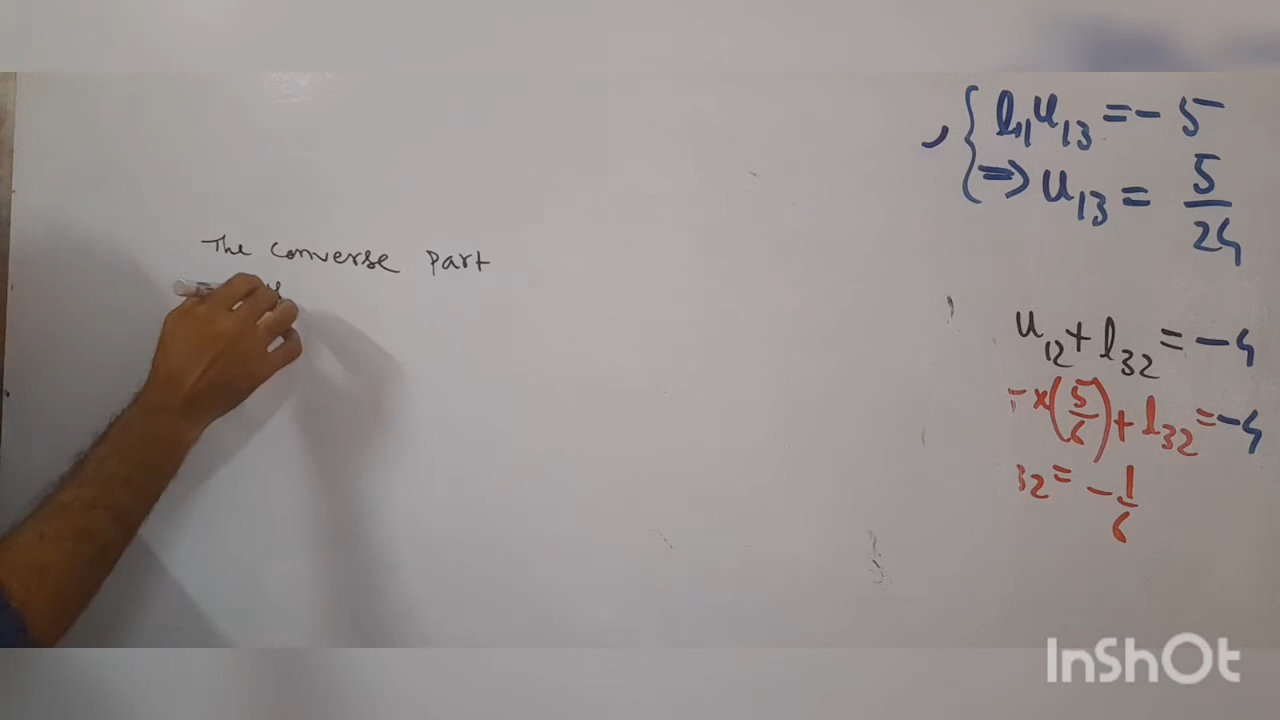 The converse part
, { l₁₁u₁₃ = - 5
⇒ u₁₃ = 5/24
u₁₂ + l₃₂ = -4
×(5/6) + l₃₂ = -4
32 = -1/6
InShOt